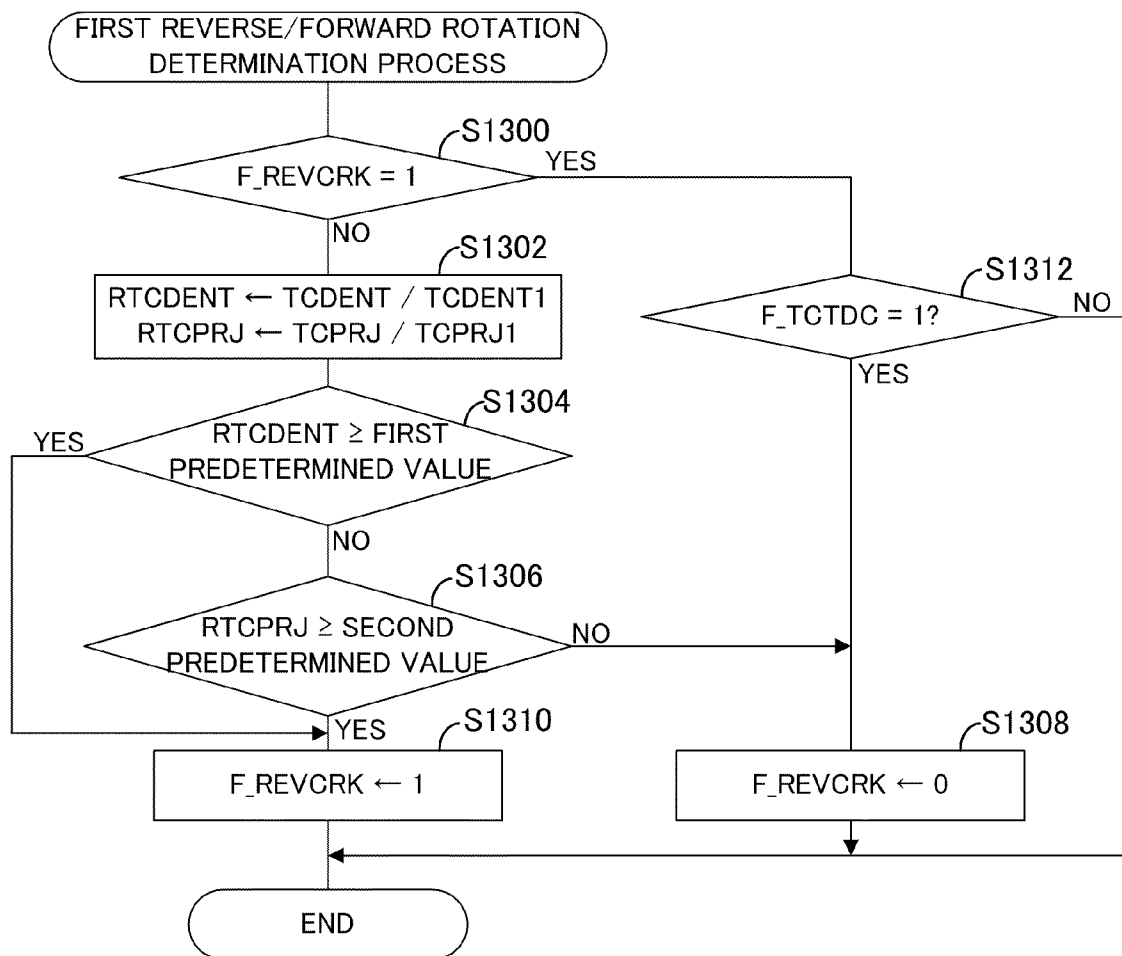 FIRST REVERSE/FORWARD ROTATION
DETERMINATION PROCESS
S1300
F_REVCRK = 1
YES
NO
S1302
RTCDENT ← TCDENT / TCDENT1
RTCPRJ ← TCPRJ / TCPRJ1
S1312
F_TCTDC = 1?
NO
YES
S1304
RTCDENT ≥ FIRST
PREDETERMINED VALUE
YES
NO
S1306
RTCPRJ ≥ SECOND
PREDETERMINED VALUE
NO
YES
S1310
F_REVCRK ← 1
S1308
F_REVCRK ← 0
END